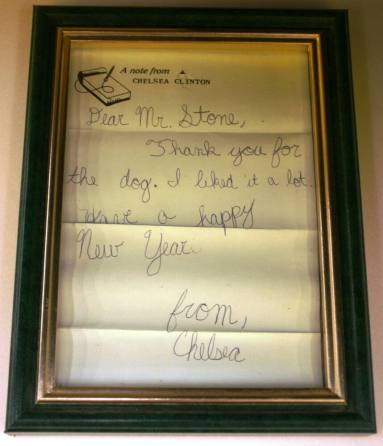 A note from
CHELSEA CLINTON
Dear Mr. Stone,
Thank you for
the dog. I liked it a lot.
Have a happy
New Year.
from,
Chelsea